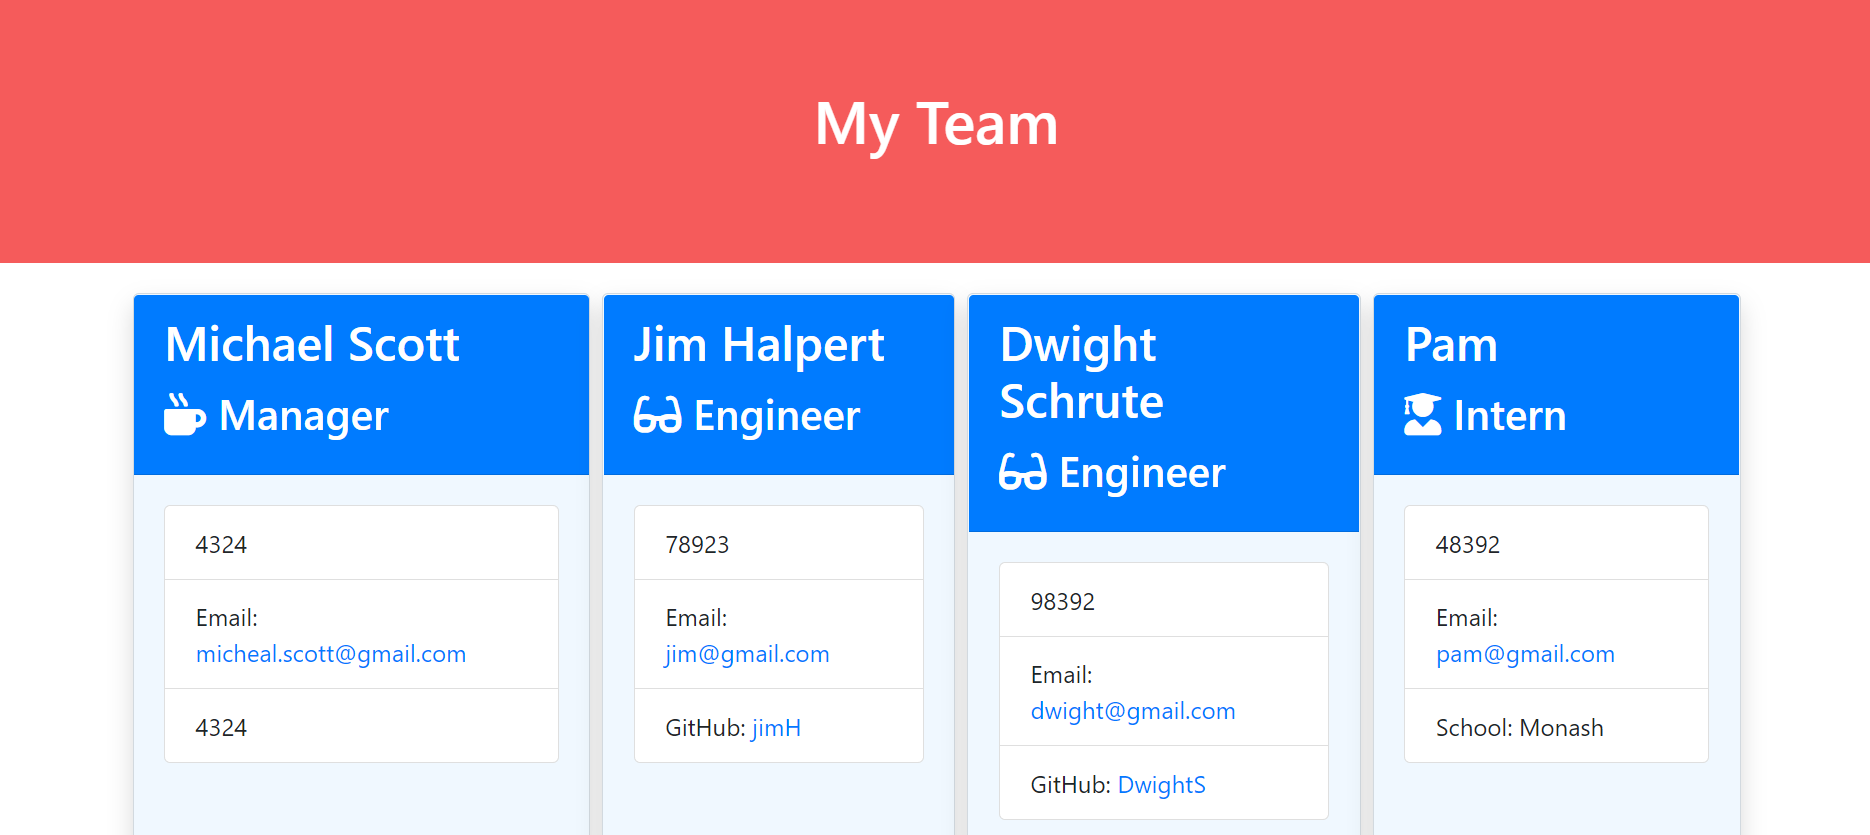 My Team
Michael Scott
Manager
4324
Email:
micheal.scott@gmail.com
4324
Jim Halpert
Engineer
78923
Email:
jim@gmail.com
GitHub: jimH
Dwight
Schrute
Engineer
98392
Email:
dwight@gmail.com
GitHub: DwightS
Pam
Intern
48392
Email:
pam@gmail.com
School: Monash